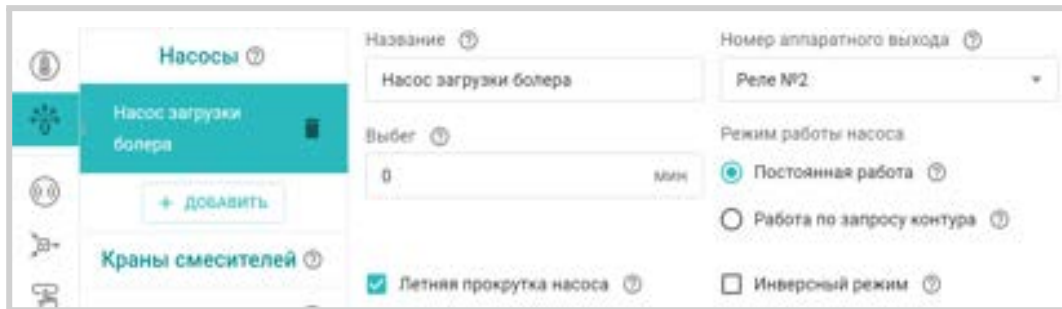 Насосы
Насос загрузки
болера
+ ДОБАВИТЬ
Краны смесителей
Название
Насос загрузки болера
Выбег
0 мин
Летняя прокрутка насоса
Номер аппаратного выхода
Реле №2
Режим работы насоса
Постоянная работа
Работа по запросу контура
Инверсный режим